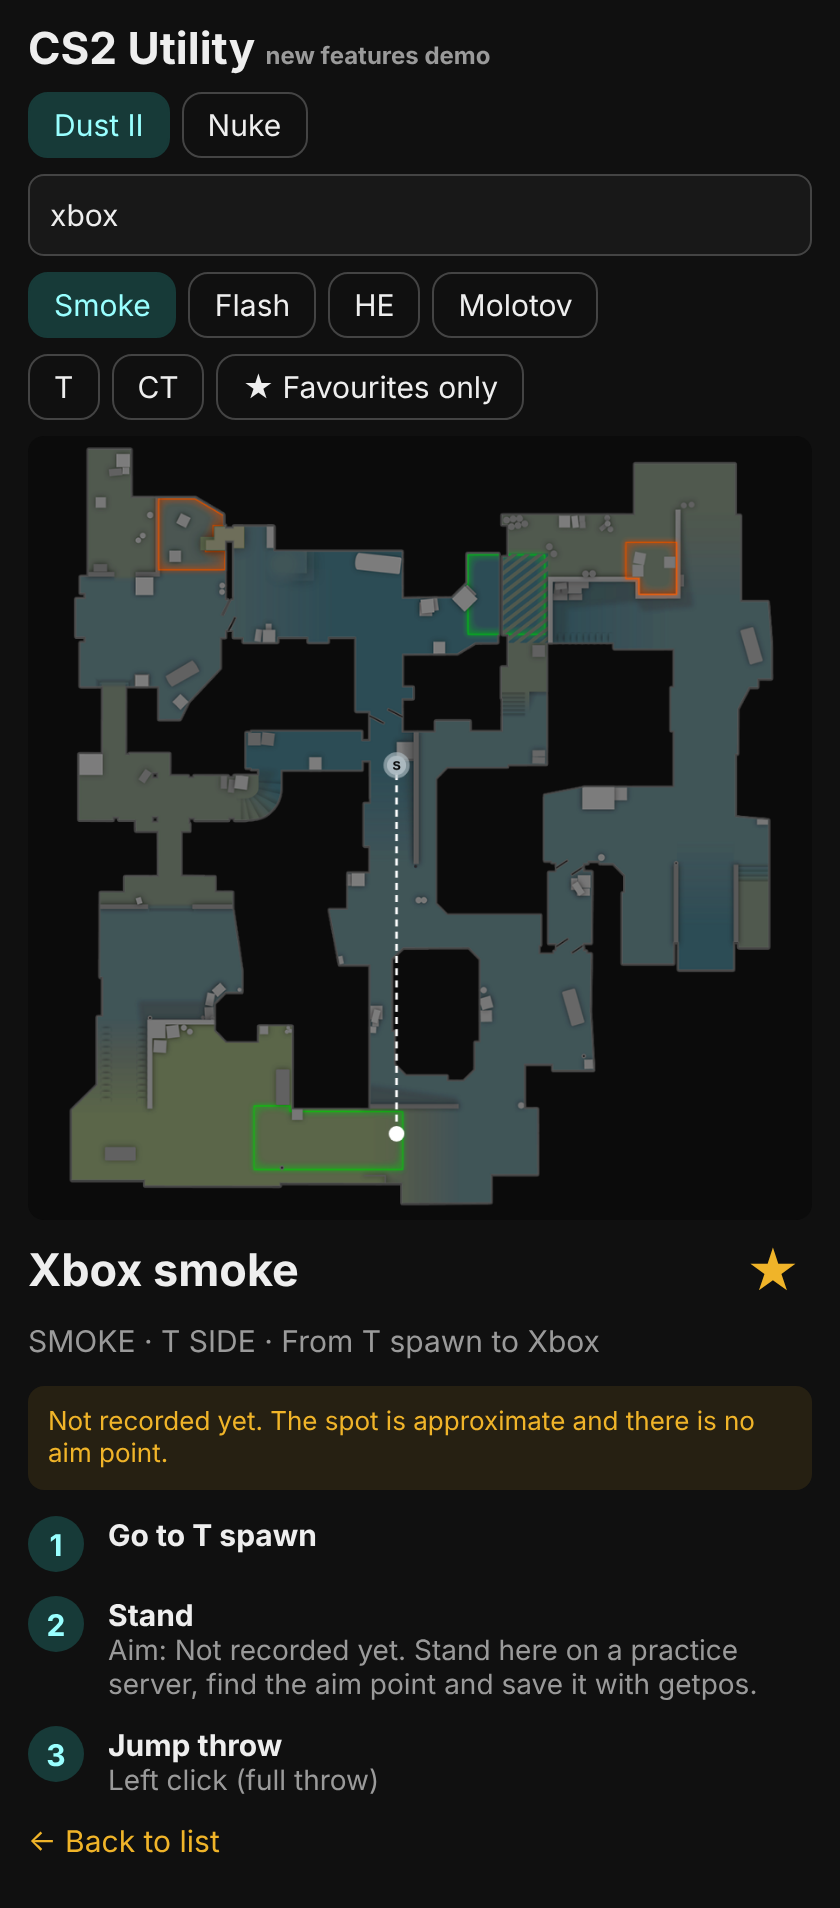 CS2 Utility new features demo
Dust II Nuke
xbox
Smoke Flash HE Molotov
T CT ★ Favourites only
S
Xbox smoke ★
SMOKE · T SIDE · From T spawn to Xbox
Not recorded yet. The spot is approximate and there is no
aim point.
1 Go to T spawn
2 Stand
Aim: Not recorded yet. Stand here on a practice
server, find the aim point and save it with getpos.
3 Jump throw
Left click (full throw)
← Back to list